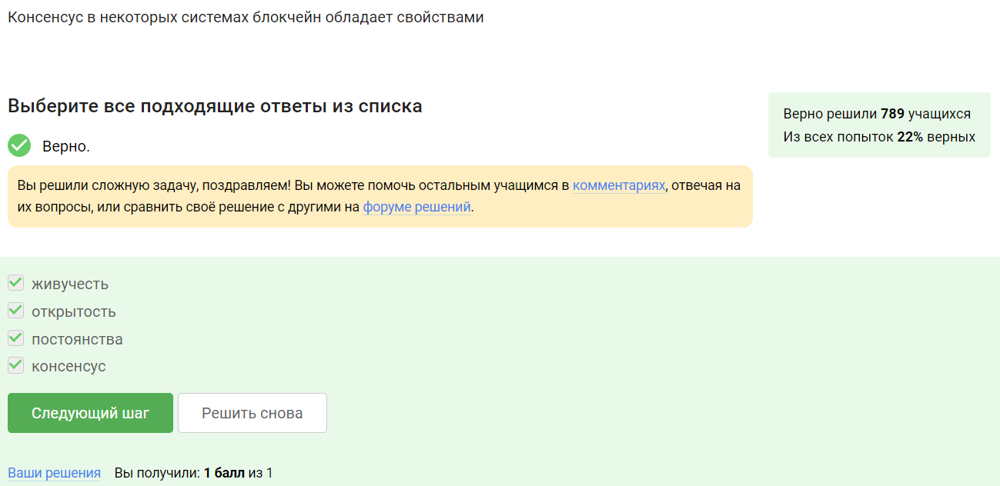 Консенсус в некоторых системах блокчейн обладает свойствами
Выберите все подходящие ответы из списка
Верно.
Вы решили сложную задачу, поздравляем! Вы можете помочь остальным учащимся в комментариях, отвечая на
их вопросы, или сравнить своё решение с другими на форуме решений.
Верно решили 789 учащихся
Из всех попыток 22% верных
живучесть
открытость
постоянства
консенсус
Следующий шаг
Решить снова
Ваши решения Вы получили: 1 балл из 1